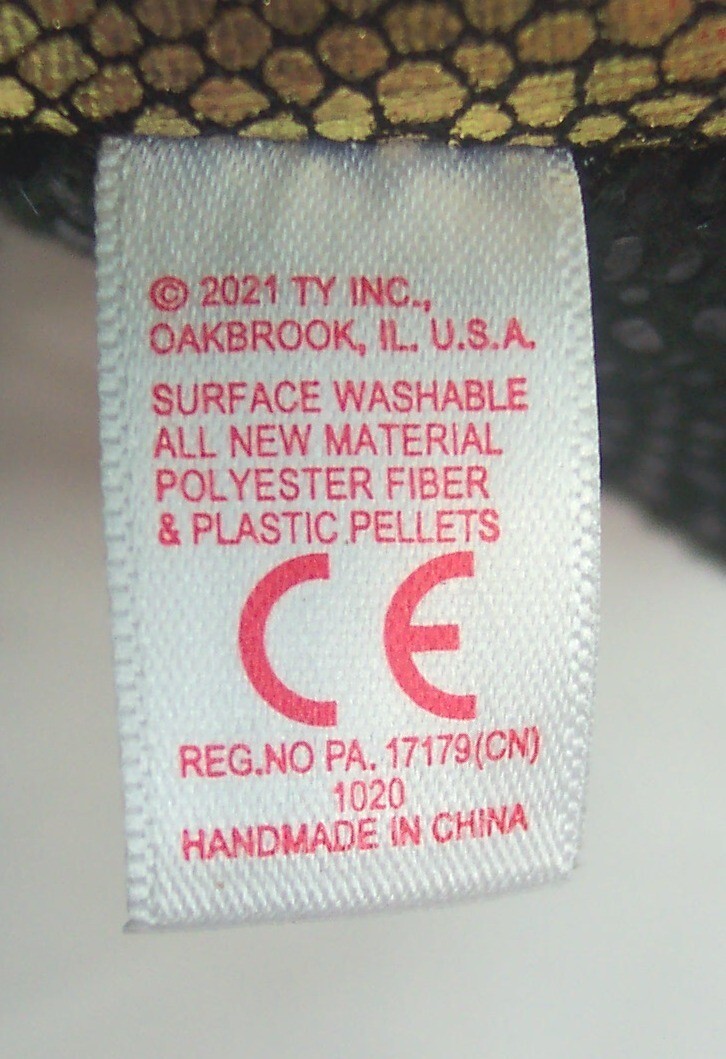 © 2021 TY INC.,
OAKBROOK, IL. U.S.A.
SURFACE WASHABLE
ALL NEW MATERIAL
POLYESTER FIBER
& PLASTIC PELLETS
CE
REG.NO PA. 17179(CN)
1020
HANDMADE IN CHINA